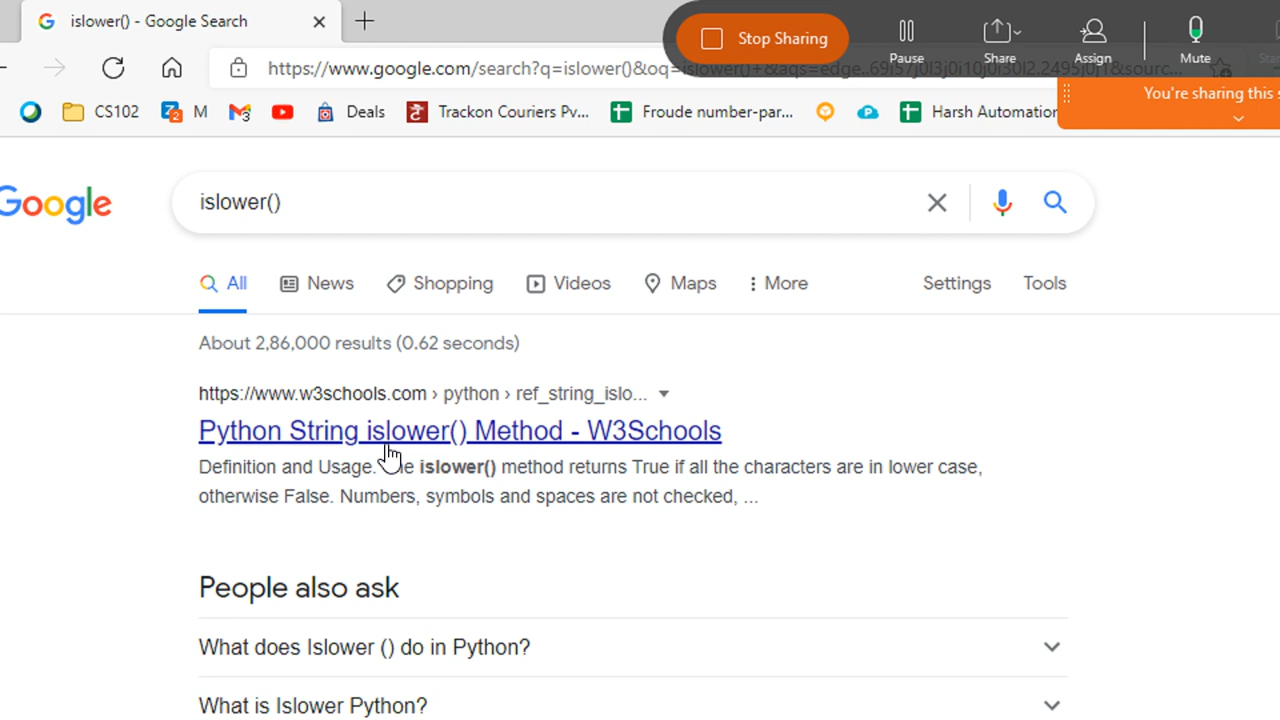 islower() - Google Search
Stop Sharing
Pause
Share
Assign
Mute
https://www.google.com/search?q=islower()&oq=islower()+&aqs=edge..69i57j0l3j0i10j0i30l2.2495j0j1&sourc...
You're sharing this
CS102
M
Deals
Trackon Couriers Pv...
Froude number-par...
Harsh Automation
Google
islower()
All
News
Shopping
Videos
Maps
More
Settings
Tools
About 2,86,000 results (0.62 seconds)
https://www.w3schools.com › python › ref_string_islo...
Python String islower() Method - W3Schools
Definition and Usage. The islower() method returns True if all the characters are in lower case,
otherwise False. Numbers, symbols and spaces are not checked, ...
People also ask
What does Islower () do in Python?
What is Islower Python?